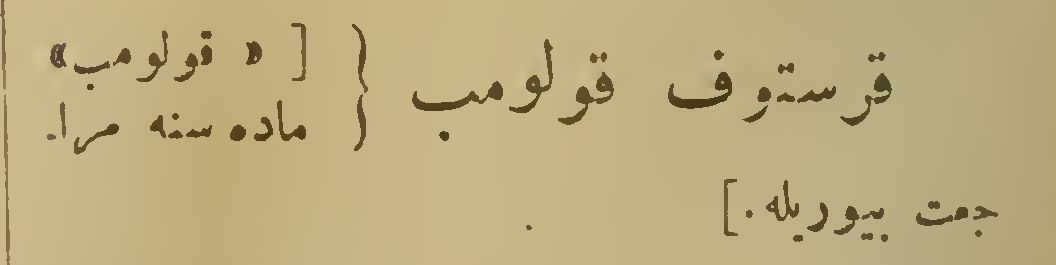 قرستوف قولومب { [« قولومب»
ماده سنه مرا-
جعت بيوريله.]